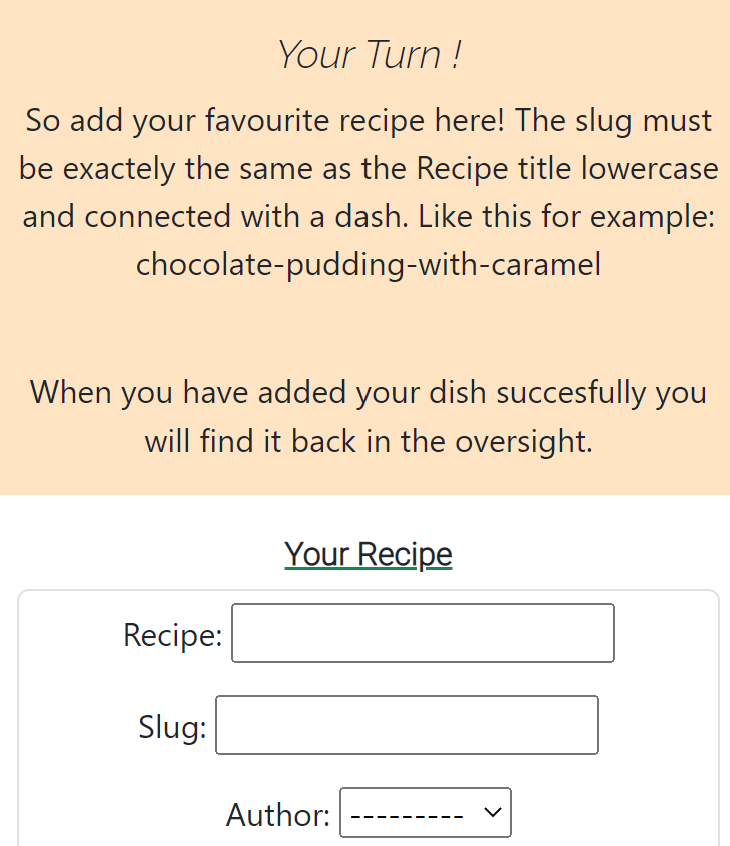 Your Turn !
So add your favourite recipe here! The slug must
be exactely the same as the Recipe title lowercase
and connected with a dash. Like this for example:
chocolate-pudding-with-caramel
When you have added your dish succesfully you
will find it back in the oversight.
Your Recipe
Recipe:
Slug:
Author: ---------